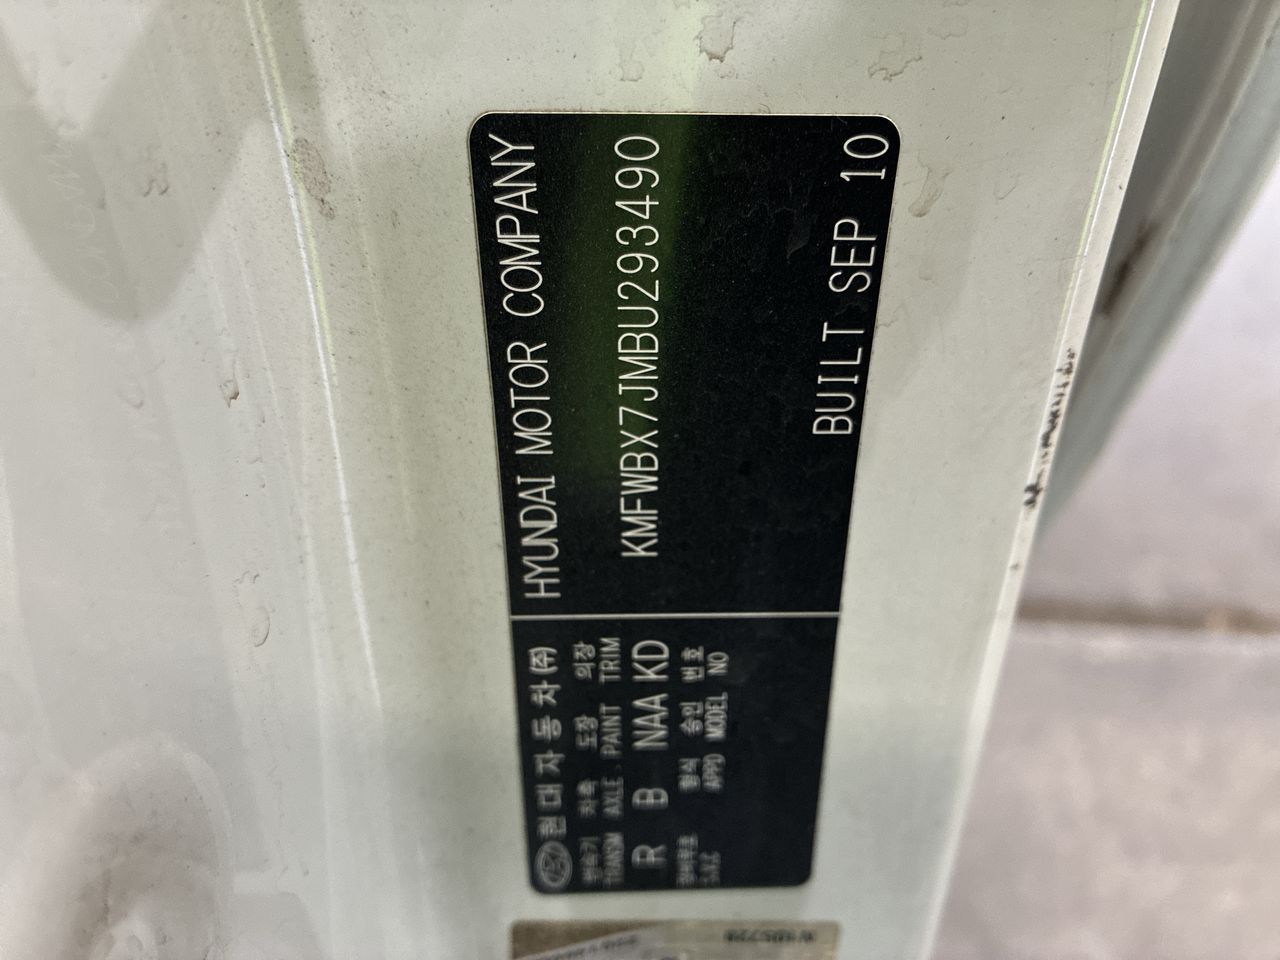 현대자동차(주) HYUNDAI MOTOR COMPANY
변속기 차축 도장 의장
TRANSM AXLE PAINT TRIM
R B NAA KD
KMFWBX7JMBU293490
형식 승인 번호
APPD MODEL NO
BUILT SEP 10